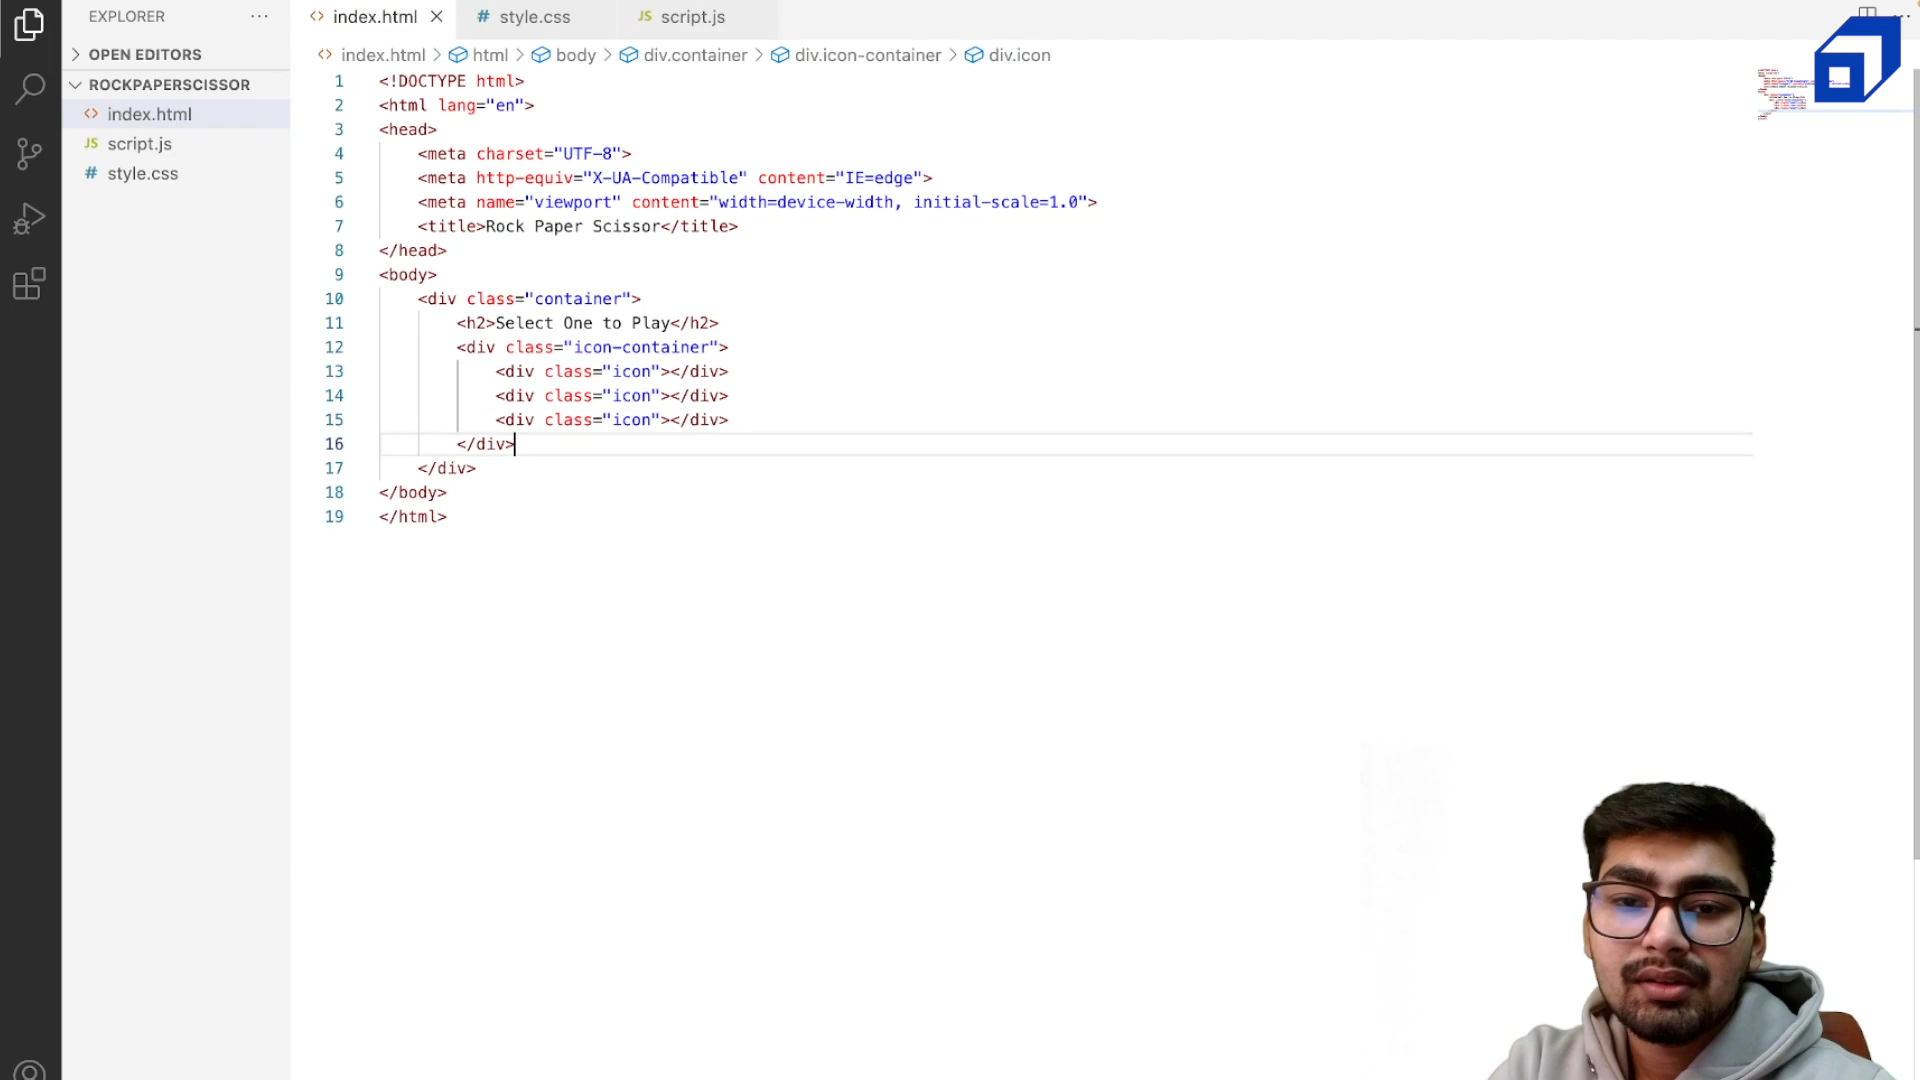 EXPLORER
OPEN EDITORS
ROCKPAPERSCISSOR
<> index.html
JS script.js
# style.css
<> index.html
# style.css
JS script.js
<> index.html > html > body > div.container > div.icon-container > div.icon
1 <!DOCTYPE html>
2 <html lang="en">
3 <head>
4 <meta charset="UTF-8">
5 <meta http-equiv="X-UA-Compatible" content="IE=edge">
6 <meta name="viewport" content="width=device-width, initial-scale=1.0">
7 <title>Rock Paper Scissor</title>
8 </head>
9 <body>
10 <div class="container">
11 <h2>Select One to Play</h2>
12 <div class="icon-container">
13 <div class="icon"></div>
14 <div class="icon"></div>
15 <div class="icon"></div>
16 </div>
17 </div>
18 </body>
19 </html>